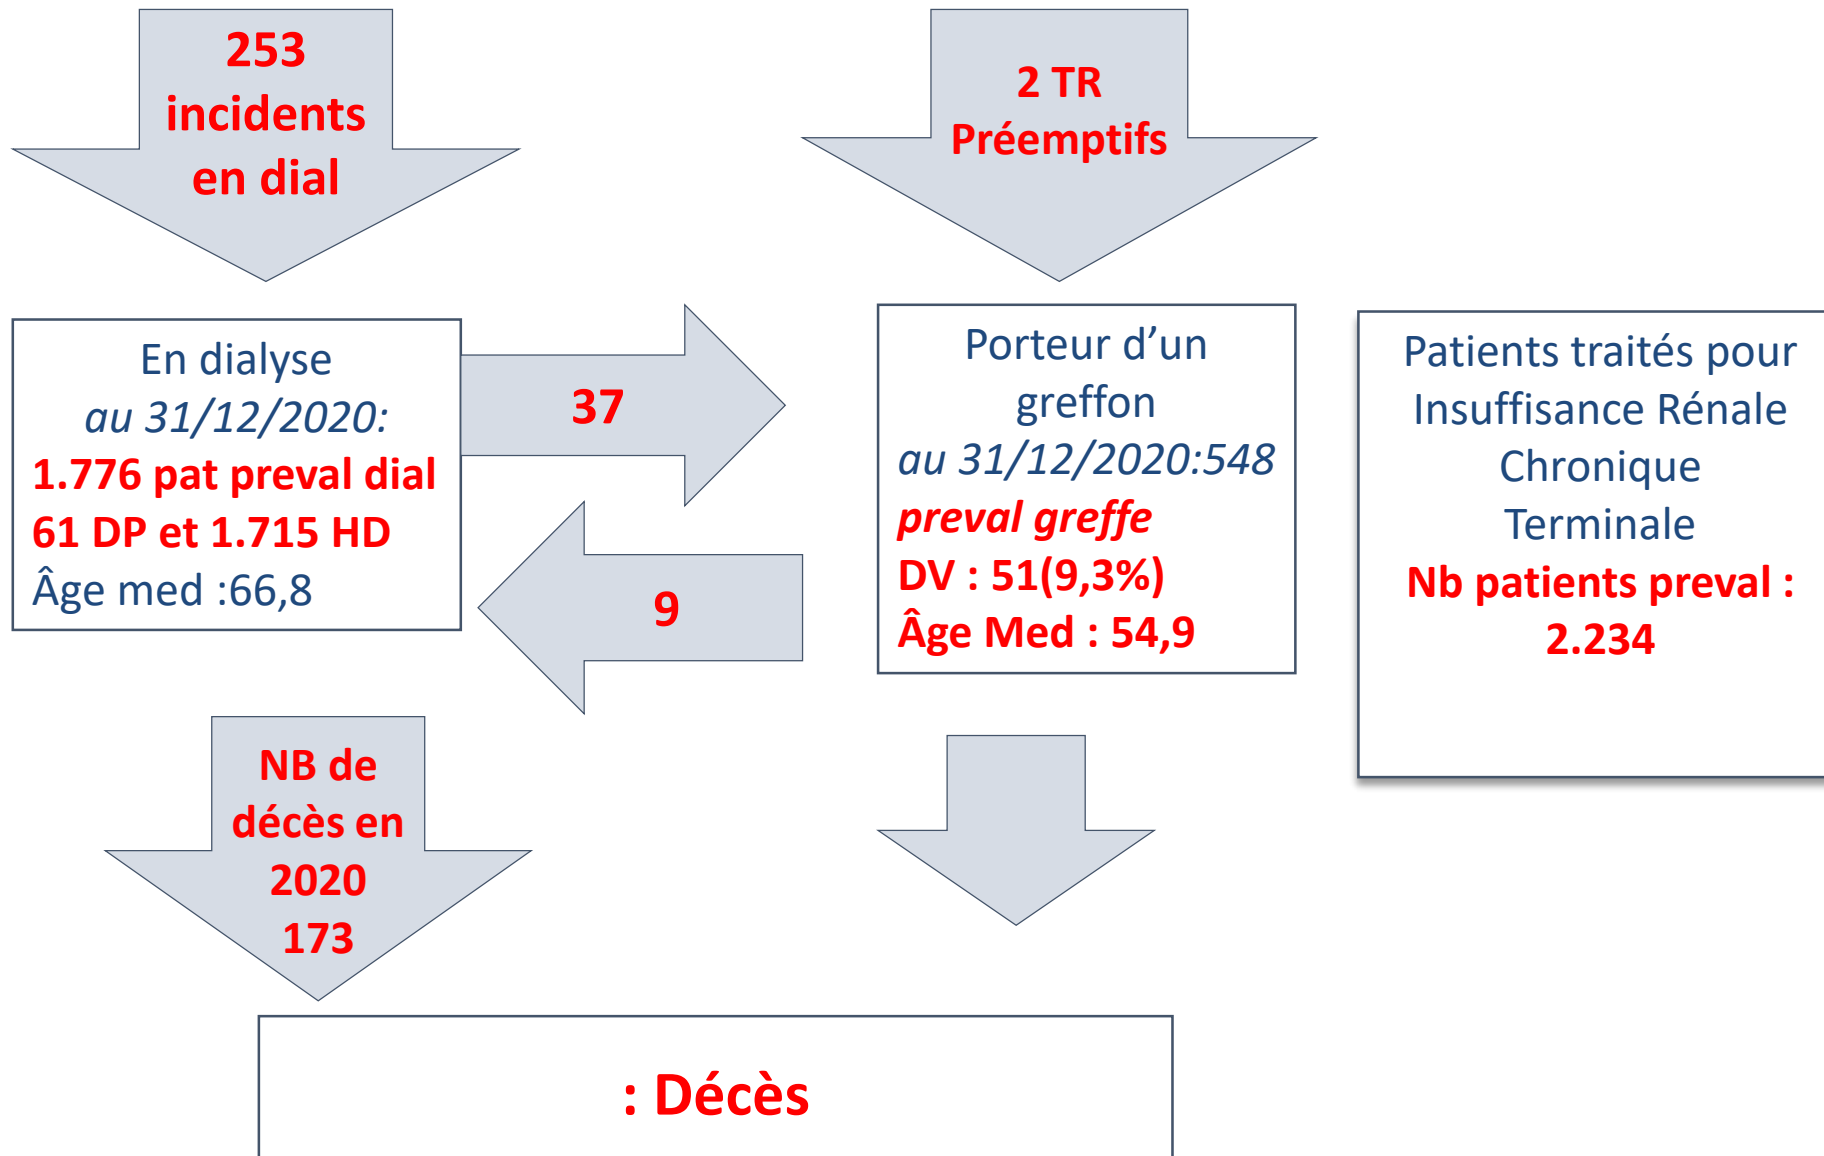 253
incidents
en dial
2 TR
Préemptifs
En dialyse
au 31/12/2020:
1.776 pat preval dial
61 DP et 1.715 HD
Âge med :66,8
37
9
Porteur d’un
greffon
au 31/12/2020:548
preval greffe
DV : 51(9,3%)
Âge Med : 54,9
Patients traités pour
Insuffisance Rénale
Chronique
Terminale
Nb patients preval :
2.234
NB de
décès en
2020
173
: Décès